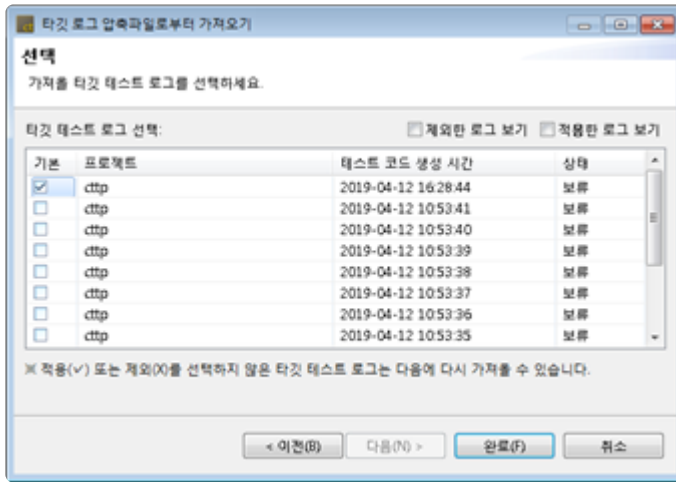 타깃 로그 압축파일로부터 가져오기
선택
가져올 타깃 테스트 로그를 선택하세요.
타깃 테스트 로그 선택: 제외한 로그 보기 적용한 로그 보기
기본 프로젝트 테스트 코드 생성 시간 상태
cttp 2019-04-12 16:28:44 보류
cttp 2019-04-12 10:53:41 보류
cttp 2019-04-12 10:53:40 보류
cttp 2019-04-12 10:53:39 보류
cttp 2019-04-12 10:53:38 보류
cttp 2019-04-12 10:53:37 보류
cttp 2019-04-12 10:53:36 보류
cttp 2019-04-12 10:53:35 보류
※ 적용(✓) 또는 제외(X)를 선택하지 않은 타깃 테스트 로그는 다음에 다시 가져올 수 있습니다.
< 이전(B) 다음(N) > 완료(F) 취소